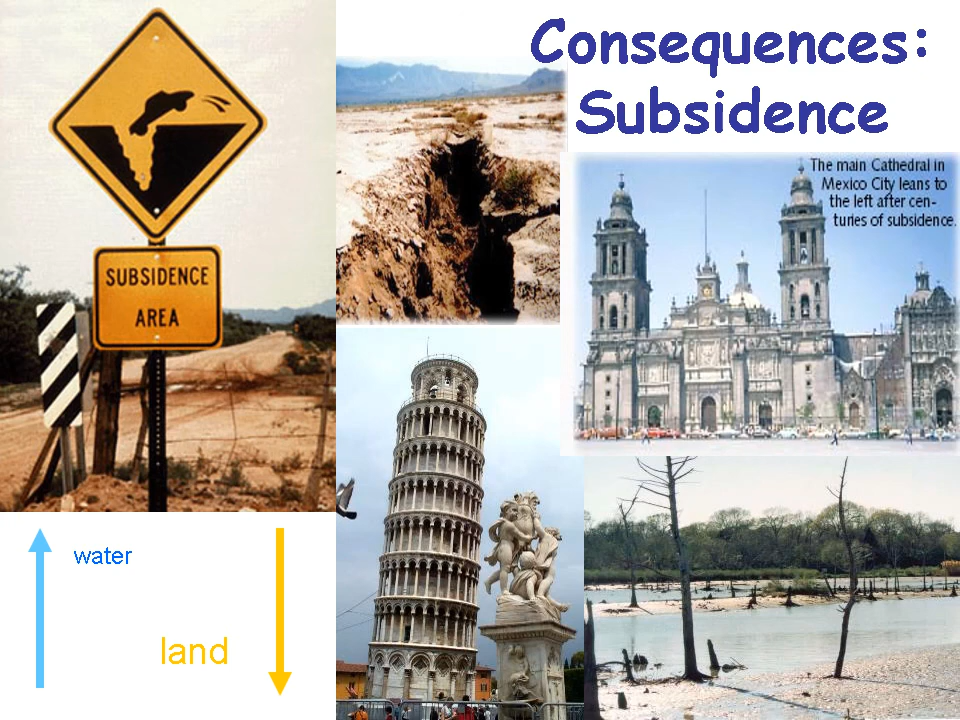 Consequences:
Subsidence
SUBSIDENCE
AREA
The main Cathedral in
Mexico City leans to
the left after cen-
turies of subsidence.
water
land